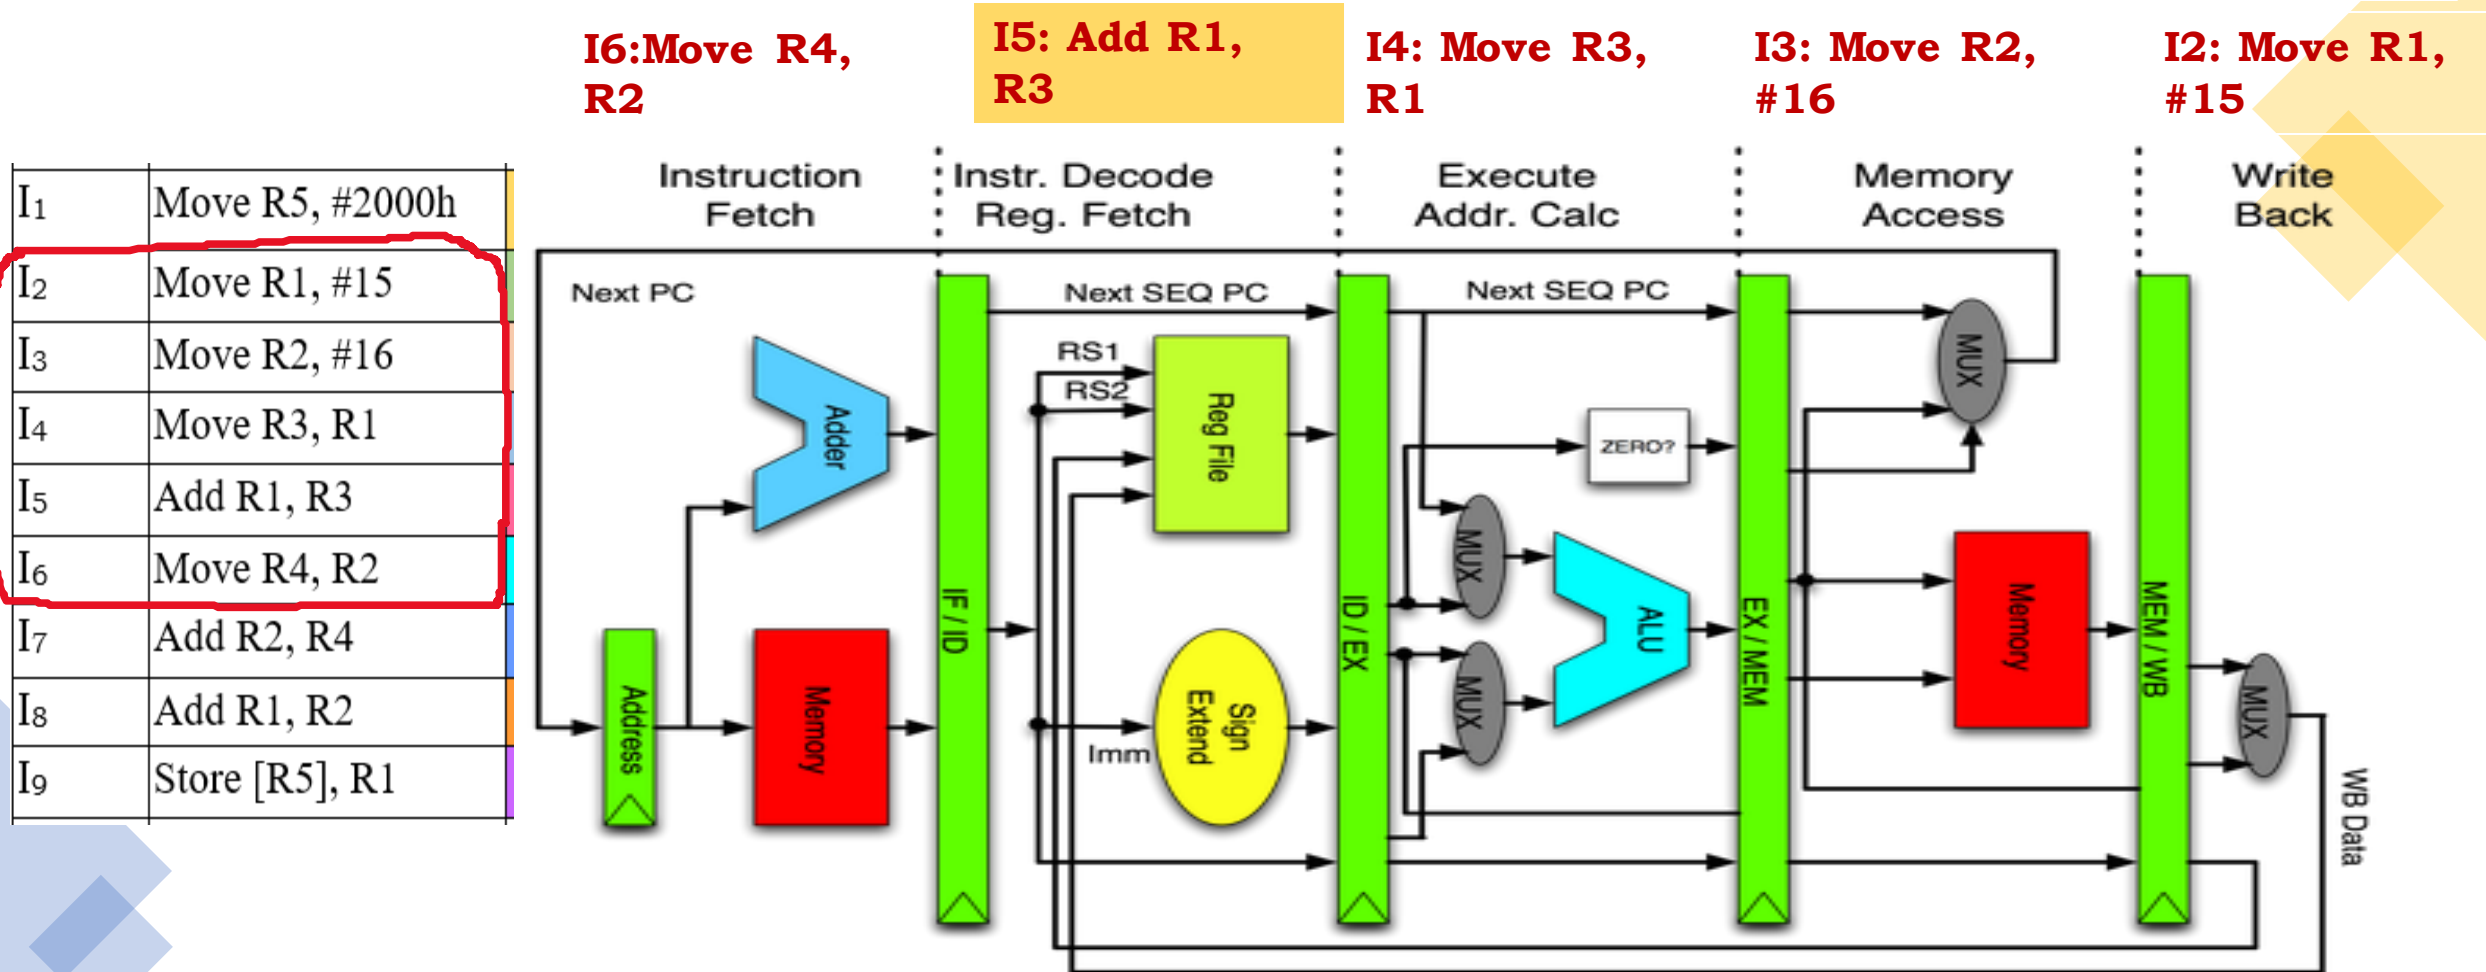 I6:Move R4,
R2
I5: Add R1,
R3
I4: Move R3,
R1
I3: Move R2,
#16
I2: Move R1,
#15
I1 Move R5, #2000h
I2 Move R1, #15
I3 Move R2, #16
I4 Move R3, R1
I5 Add R1, R3
I6 Move R4, R2
I7 Add R2, R4
I8 Add R1, R2
I9 Store [R5], R1
Instruction
Fetch
Instr. Decode
Reg. Fetch
Execute
Addr. Calc
Memory
Access
Write
Back
Next PC
Next SEQ PC
Next SEQ PC
RS1
RS2
Reg File
Adder
Address
Memory
IF / ID
Imm
Sign
Extend
ID / EX
ZERO?
MUX
MUX
ALU
EX / MEM
MUX
Memory
MEM / WB
MUX
WB Data